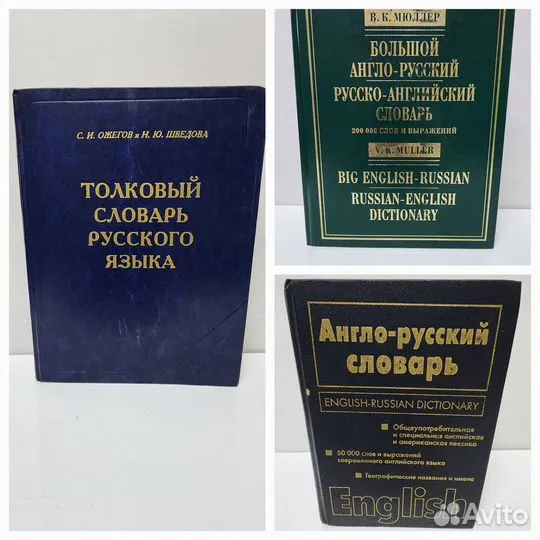 С. И. ОЖЕГОВ и Н. Ю. ШВЕДОВА
ТОЛКОВЫЙ
СЛОВАРЬ
РУССКОГО
ЯЗЫКА
В. К. МЮЛЛЕР
БОЛЬШОЙ
АНГЛО-РУССКИЙ
РУССКО-АНГЛИЙСКИЙ
СЛОВАРЬ
200 000 СЛОВ И ВЫРАЖЕНИЙ
V. K. MULLER
BIG ENGLISH-RUSSIAN
RUSSIAN-ENGLISH
DICTIONARY
Англо-русский
словарь
ENGLISH-RUSSIAN DICTIONARY
Общеупотребительная
и специальная английская
и американская лексика
50 000 слов и выражений
современного английского языка
Географические названия и имена
English
Avito